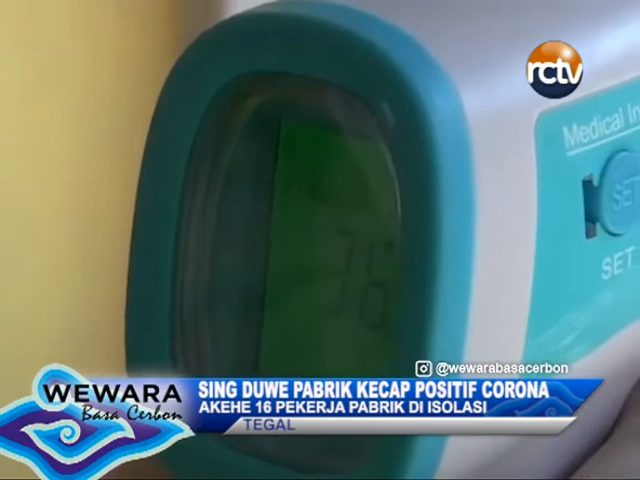 rctv
Medical In
SET
SET
36
@wewarabasacerbon
WEWARA
Basa Cerbon
SING DUWE PABRIK KECAP POSITIF CORONA
AKEHE 16 PEKERJA PABRIK DI ISOLASI
TEGAL